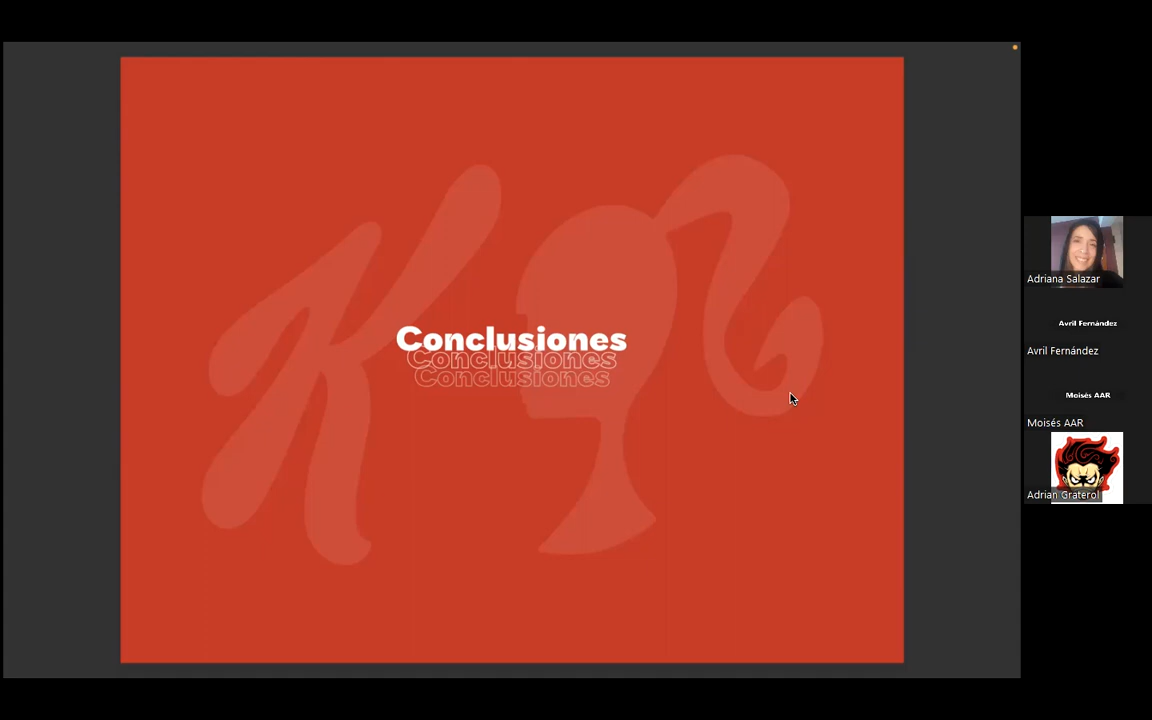 Conclusiones
Conclusiones
Conclusiones
Adriana Salazar
Avril Fernández
Avril Fernández
Moisés AAR
Moisés AAR
Adrian Graterol